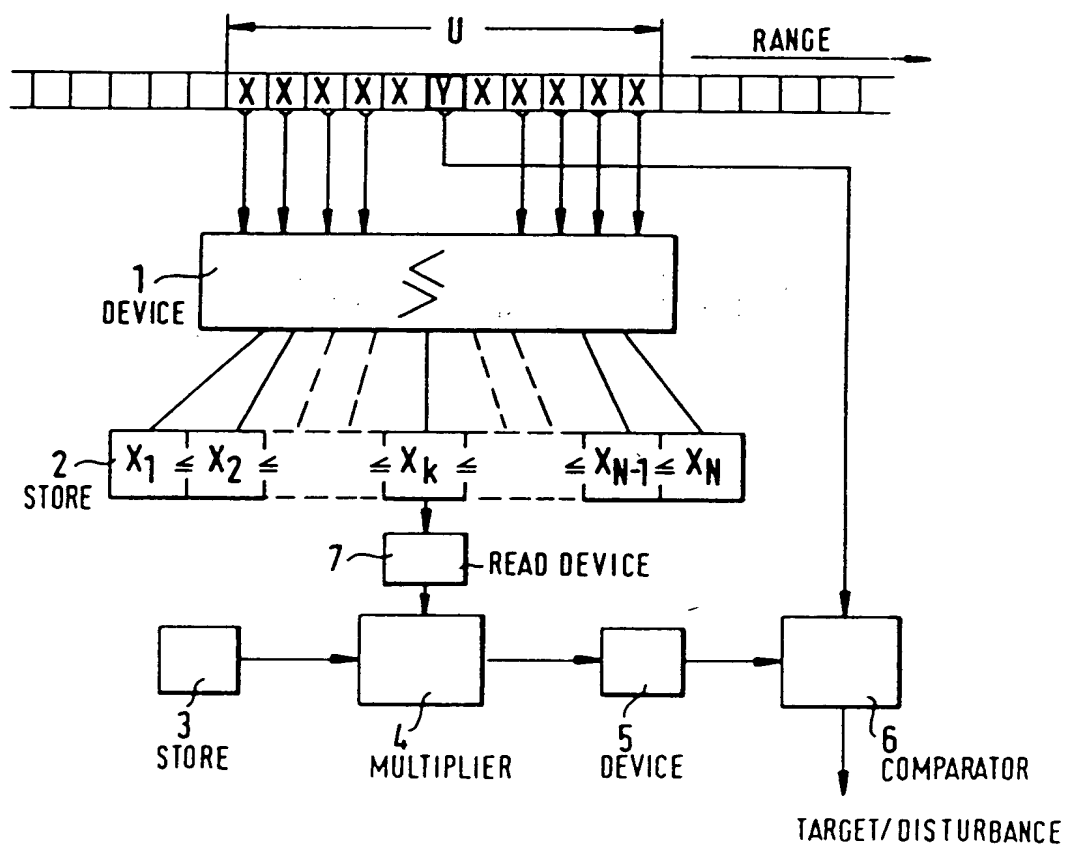 U
RANGE
X X X X X Y X X X X X
1
DEVICE
<
>
2
STORE
X1 ≤ X2 ≤ ≤ Xk ≤ ≤ XN-1 ≤ XN
7
READ DEVICE
3
STORE
4
MULTIPLIER
5
DEVICE
6
COMPARATOR
TARGET/DISTURBANCE